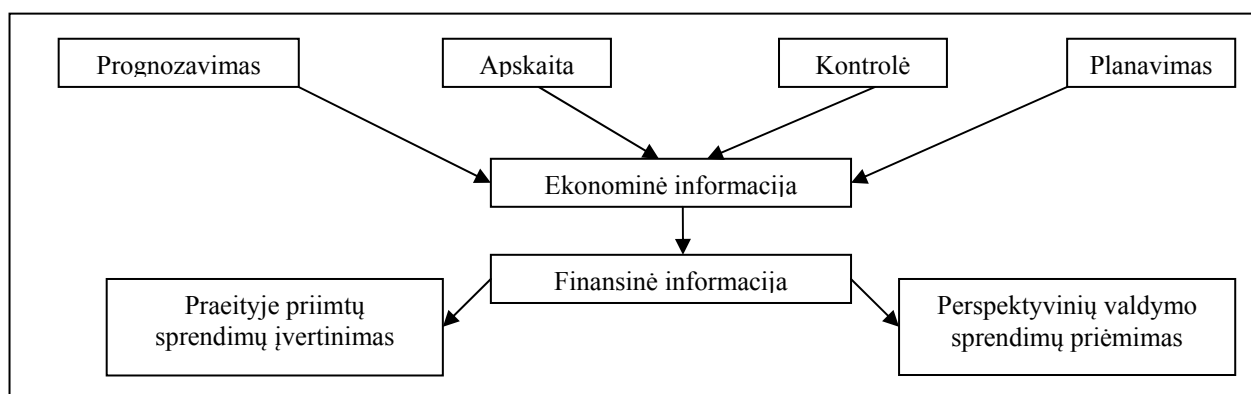 Prognozavimas
Apskaita
Kontrolė
Planavimas
Ekonominė informacija
Finansinė informacija
Praeityje priimtų
sprendimų įvertinimas
Perspektyvinių valdymo
sprendimų priėmimas